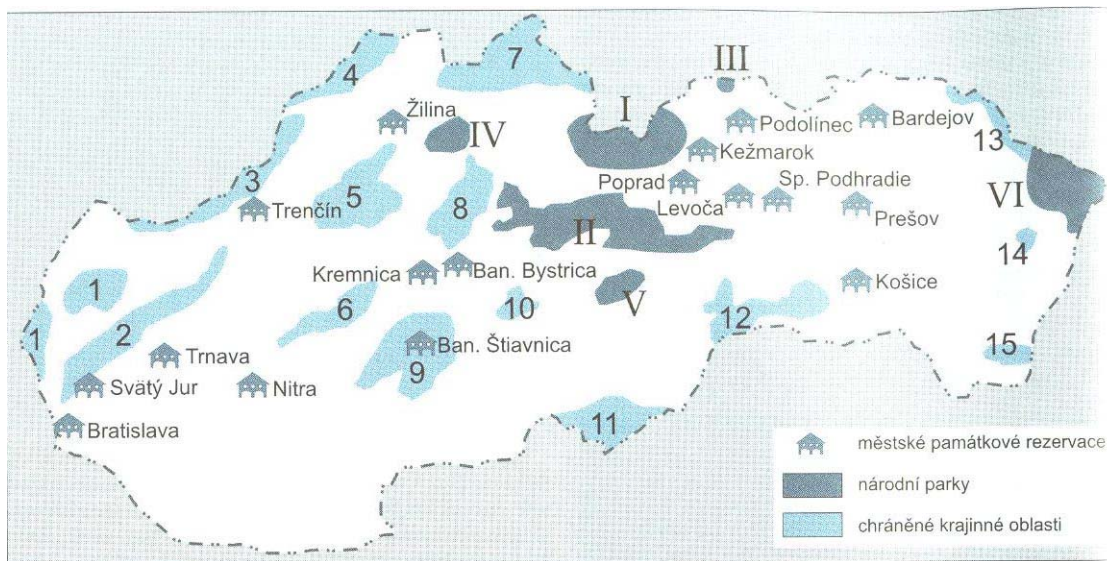 7
III
4
I
Žilina
IV
Podolínec
Bardejov
13
Kežmarok
3
5
Poprad
Sp. Podhradie
VI
8
Trenčín
Levoča
Prešov
II
14
Kremnica
Ban. Bystrica
1
Košice
6
10
V
12
1
2
Ban. Štiavnica
15
Trnava
9
Svätý Jur
Nitra
11
Bratislava
městské památkové rezervace
národní parky
chráněné krajinné oblasti